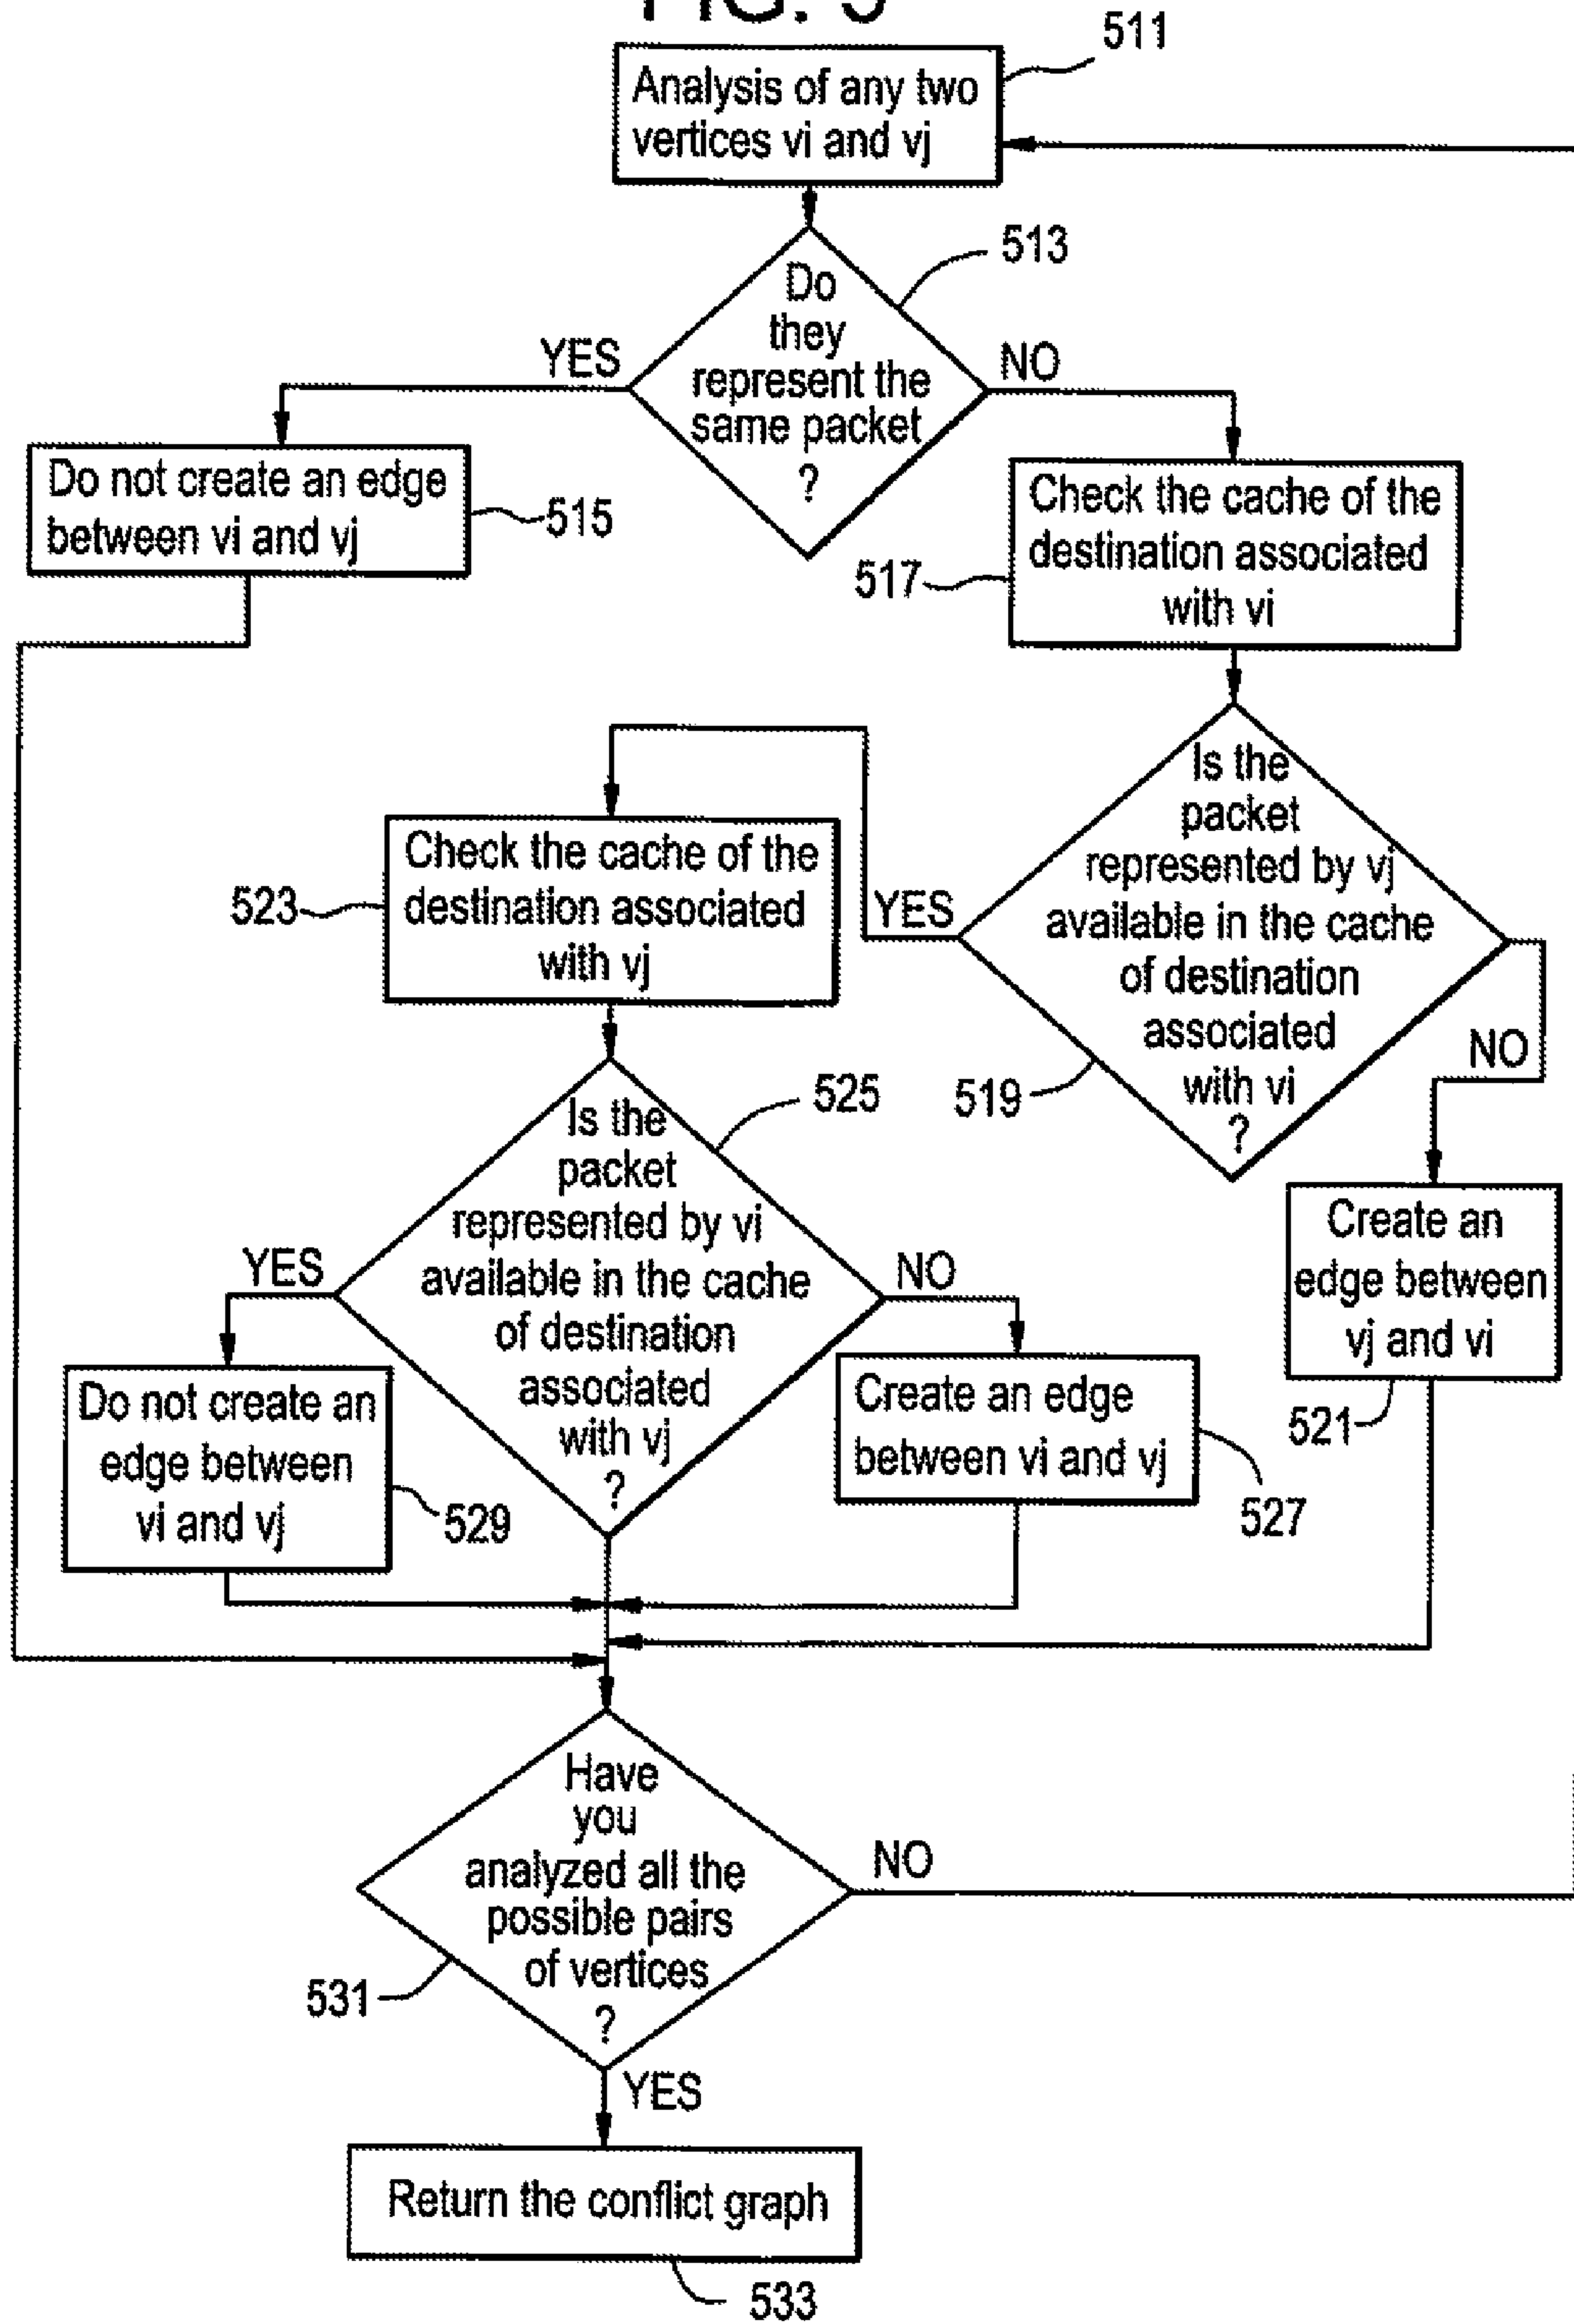 511
Analysis of any two
vertices vi and vj
513
Do
they
represent the
same packet
?
YES
NO
Do not create an edge
between vi and vj
515
Check the cache of the
destination associated
with vi
517
Is the
packet
represented by vj
available in the cache
of destination
associated
with vi
?
YES
NO
519
Check the cache of the
destination associated
with vj
523
525
Is the
packet
represented by vi
available in the cache
of destination
associated
with vj
?
YES
NO
Create an
edge between
vj and vi
521
Do not create an
edge between
vi and vj
529
Create an edge
between vi and vj
527
Have
you
analyzed all the
possible pairs
of vertices
?
NO
531
YES
Return the conflict graph
533